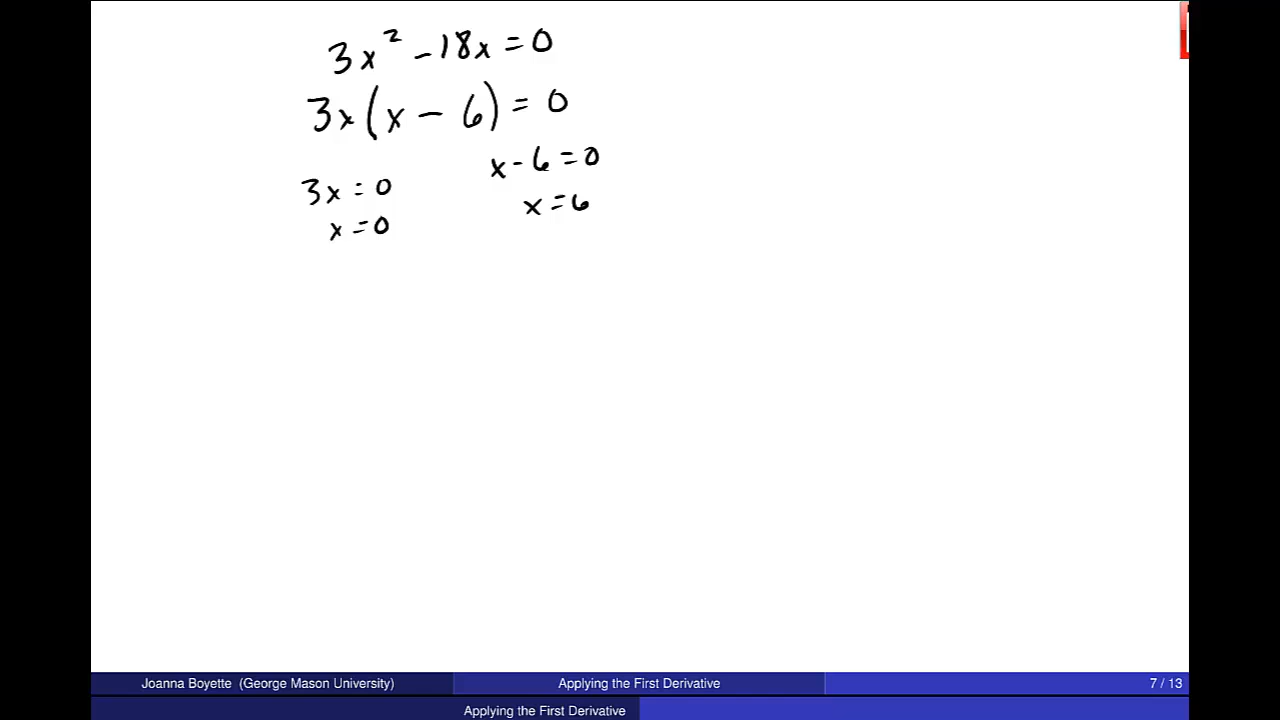 3x² - 18x = 0
3x(x - 6) = 0
x - 6 = 0
3x = 0
x = 6
x = 0
Joanna Boyette (George Mason University) Applying the First Derivative 7 / 13
Applying the First Derivative